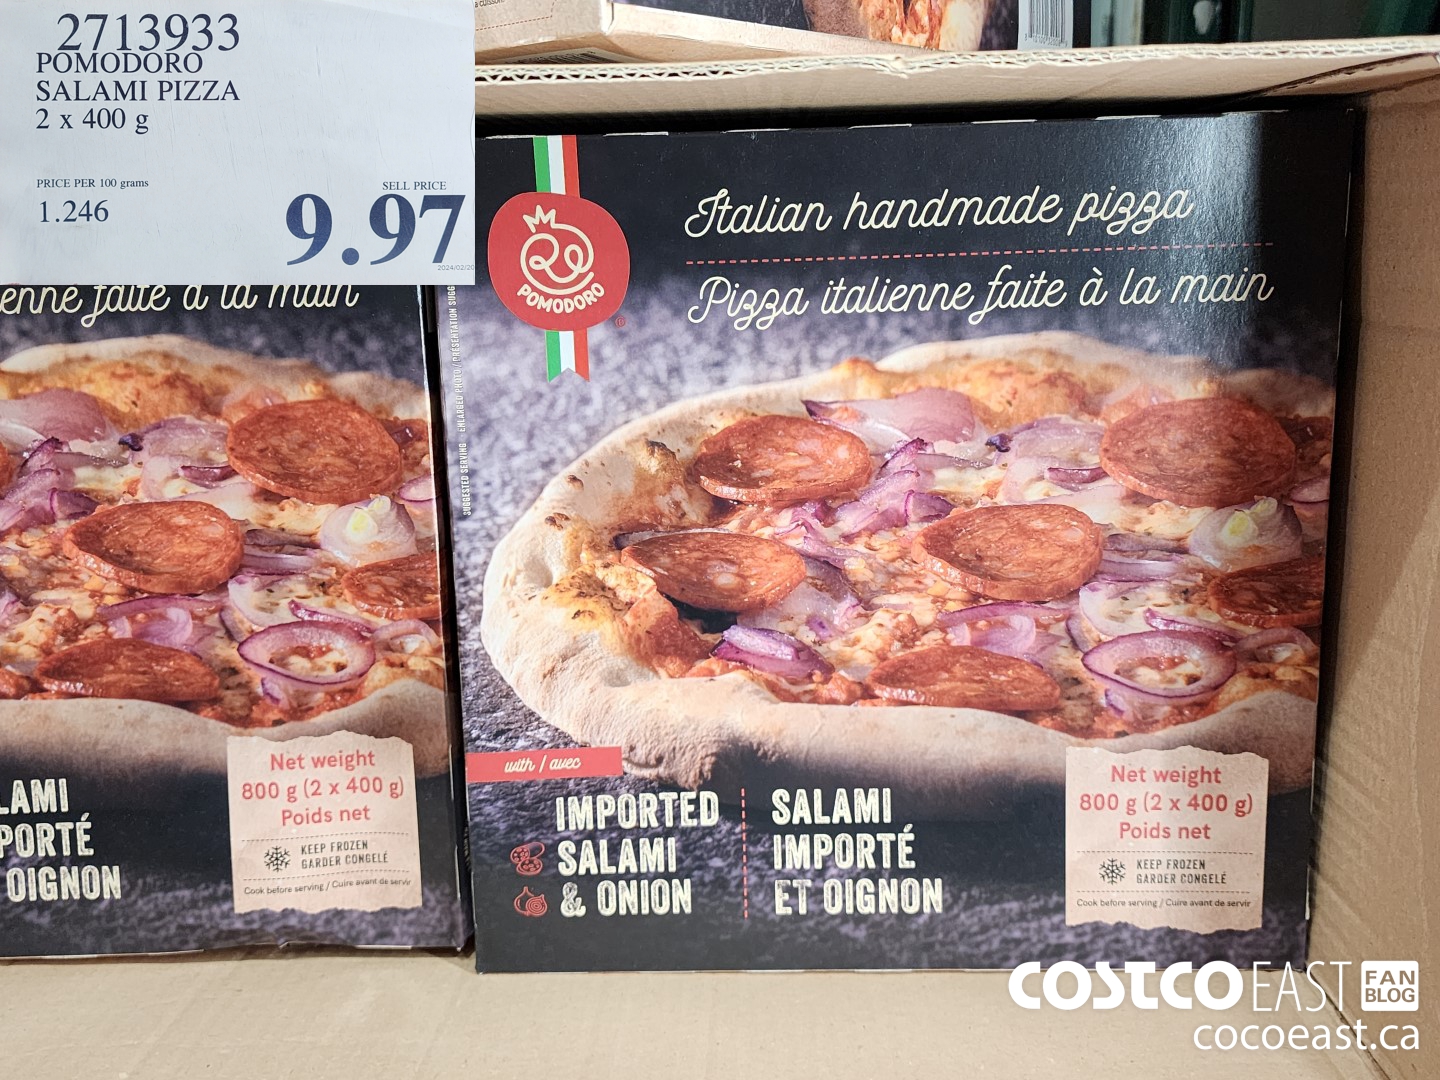 2713933
POMODORO
SALAMI PIZZA
2 x 400 g
PRICE PER 100 grams
1.246
SELL PRICE
9.97
2024/02/20
enne faite à la main
LAMI
PORTÉ
OIGNON
Net weight
800 g (2 x 400 g)
Poids net
KEEP FROZEN
GARDER CONGELÉ
Cook before serving / Cuire avant de servir
SUGGESTED SERVING ENLARGED PHOTO / PRESENTATION SUGG
POMODORO
®
Italian handmade pizza
Pizza italienne faite à la main
with / avec
IMPORTED
SALAMI
& ONION
SALAMI
IMPORTÉ
ET OIGNON
Net weight
800 g (2 x 400 g)
Poids net
KEEP FROZEN
GARDER CONGELÉ
Cook before serving / Cuire avant de servir
COSTCO EAST FAN BLOG
cocoeast.ca